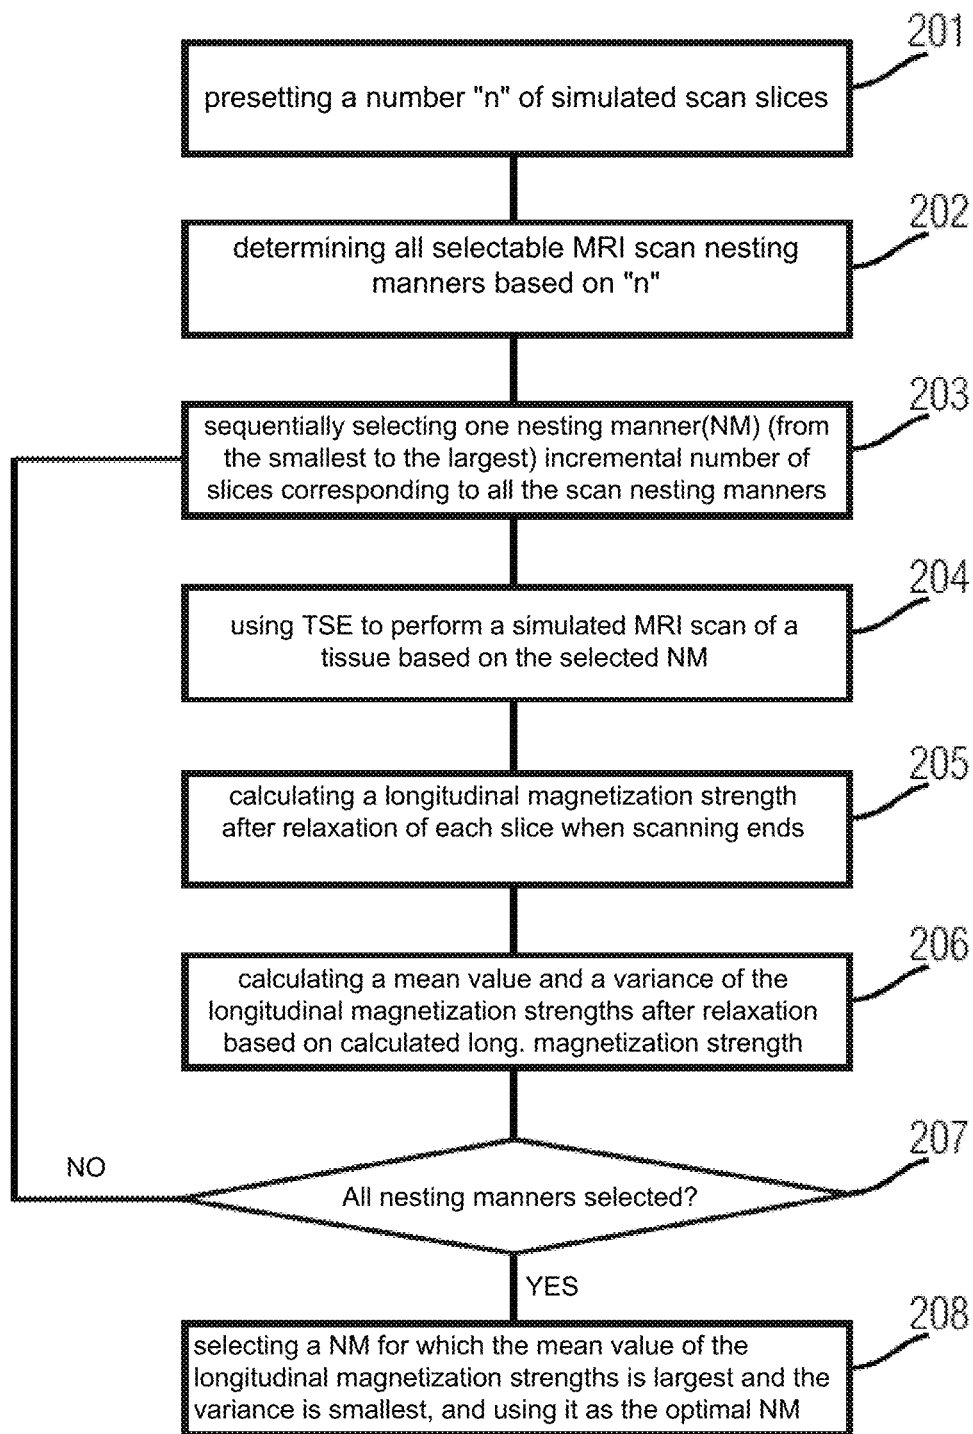 201
presetting a number "n" of simulated scan slices
202
determining all selectable MRI scan nesting
manners based on "n"
203
sequentially selecting one nesting manner(NM) (from
the smallest to the largest) incremental number of
slices corresponding to all the scan nesting manners
204
using TSE to perform a simulated MRI scan of a
tissue based on the selected NM
205
calculating a longitudinal magnetization strength
after relaxation of each slice when scanning ends
206
calculating a mean value and a variance of the
longitudinal magnetization strengths after relaxation
based on calculated long. magnetization strength
207
NO
All nesting manners selected?
YES
208
selecting a NM for which the mean value of the
longitudinal magnetization strengths is largest and the
variance is smallest, and using it as the optimal NM